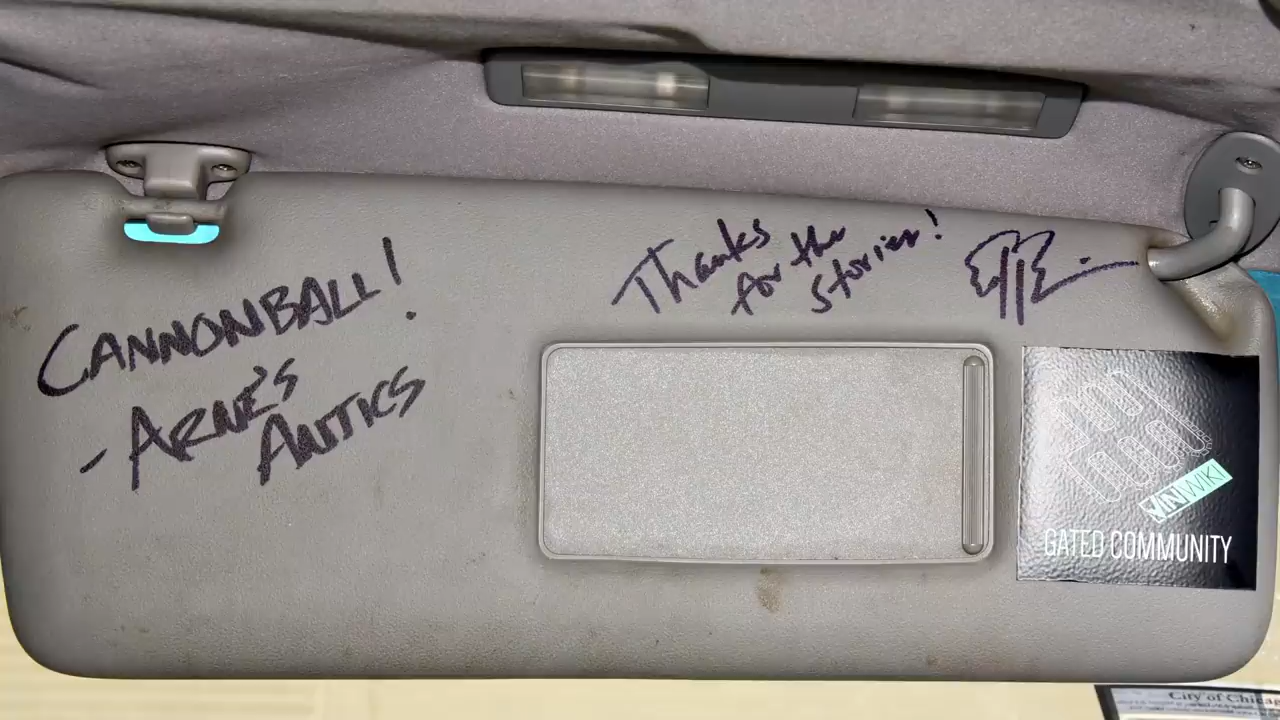 CANNONBALL!
- ARNE'S
ANTICS
Thanks
for the
Stories!
VINWIKI
GATED COMMUNITY